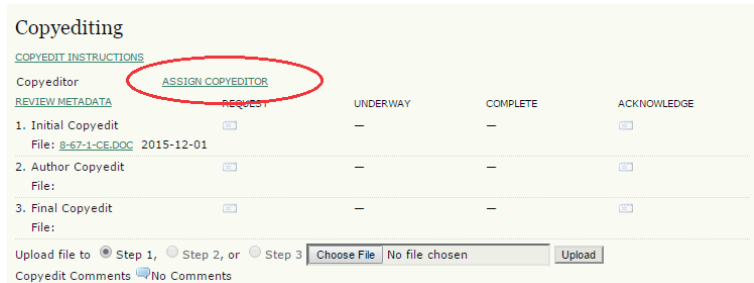 Copyediting
COPYEDIT INSTRUCTIONS
Copyeditor ASSIGN COPYEDITOR
REVIEW METADATA REQUEST UNDERWAY COMPLETE ACKNOWLEDGE
1. Initial Copyedit — —
File: 8-67-1-CE.DOC 2015-12-01
2. Author Copyedit — —
File:
3. Final Copyedit — —
File:
Upload file to Step 1, Step 2, or Step 3 Choose File No file chosen Upload
Copyedit Comments No Comments